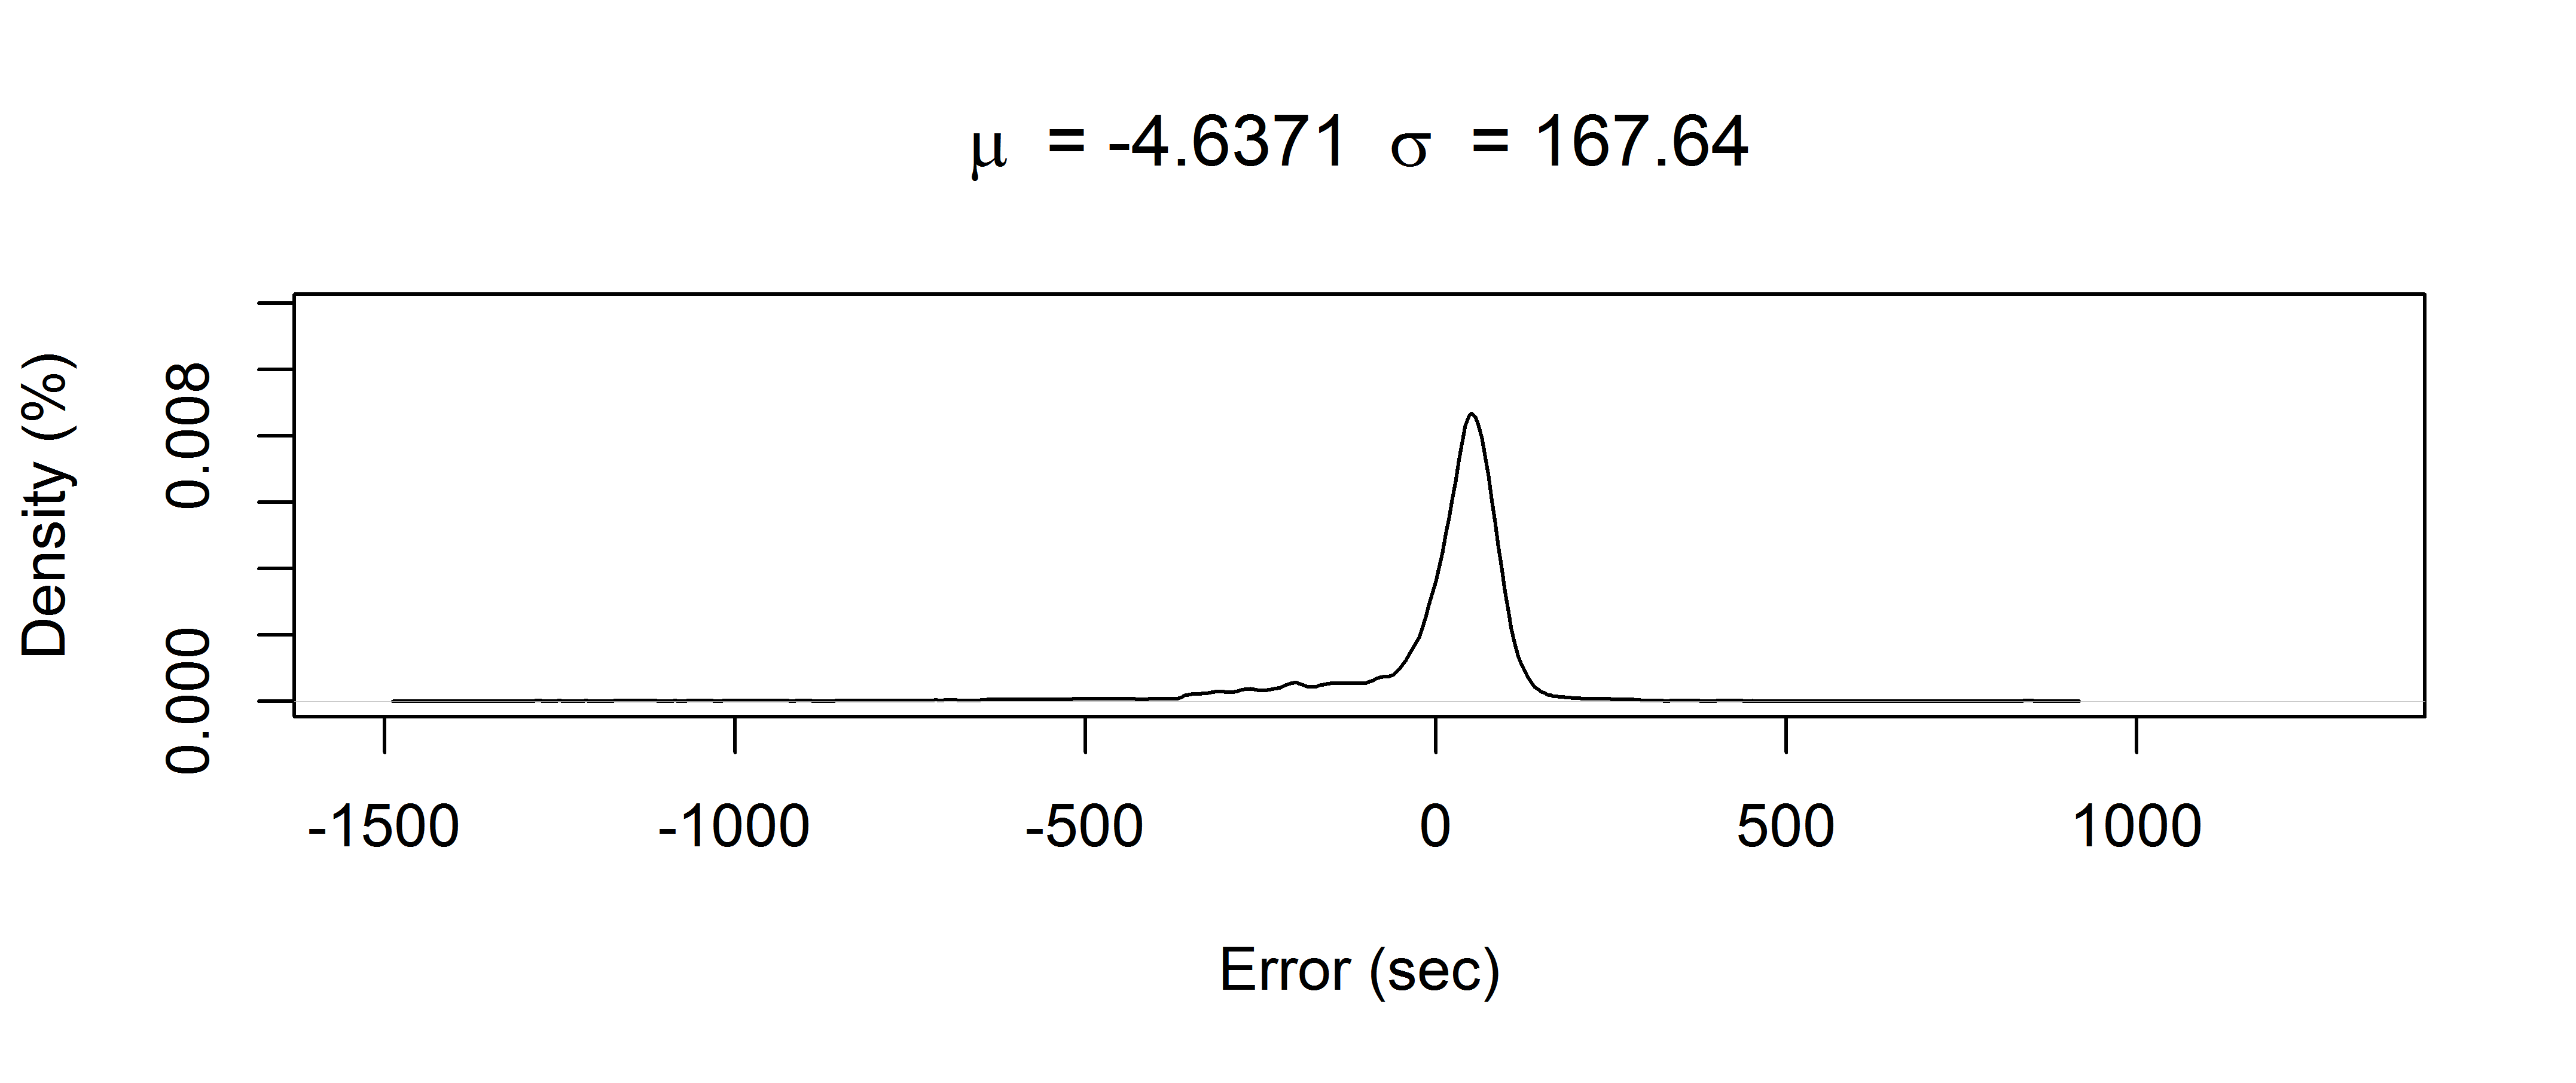 μ = -4.6371 σ = 167.64
Density (%)
0.008
0.000
-1500 -1000 -500 0 500 1000
Error (sec)